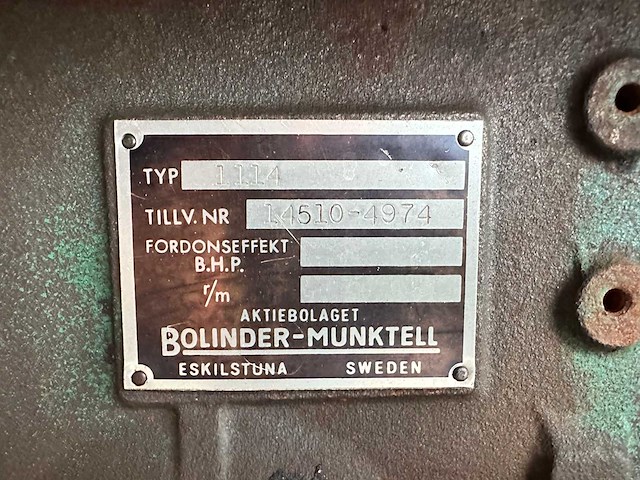 TYP 1114
TILLV. NR 14510-4974
FORDONSEFFEKT
B.H.P.
r/m
AKTIEBOLAGET
BOLINDER-MUNKTELL
ESKILSTUNA SWEDEN